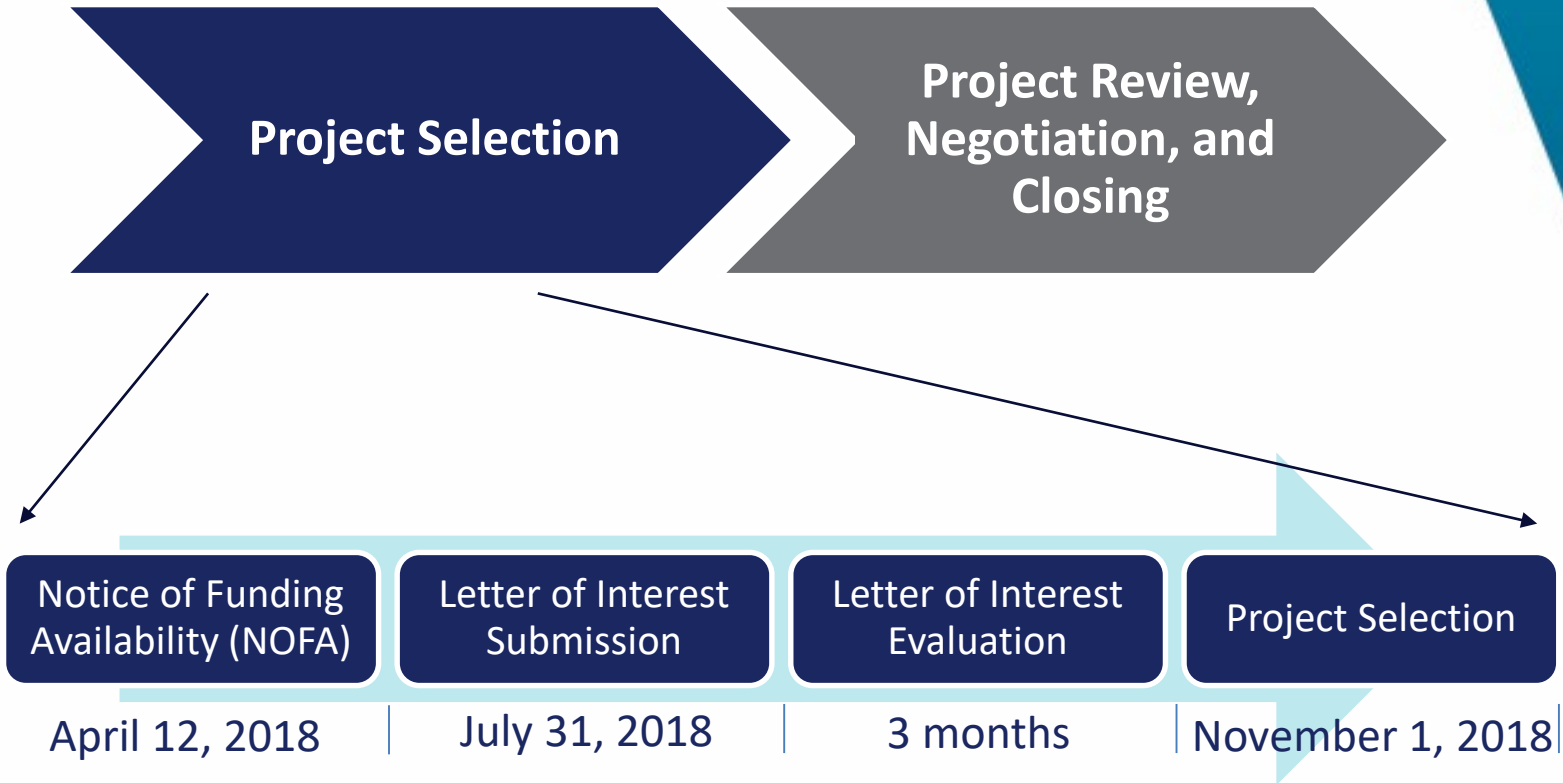 Project Selection
Project Review,
Negotiation, and
Closing
Notice of Funding
Availability (NOFA)
Letter of Interest
Submission
Letter of Interest
Evaluation
Project Selection
April 12, 2018
July 31, 2018
3 months
November 1, 2018